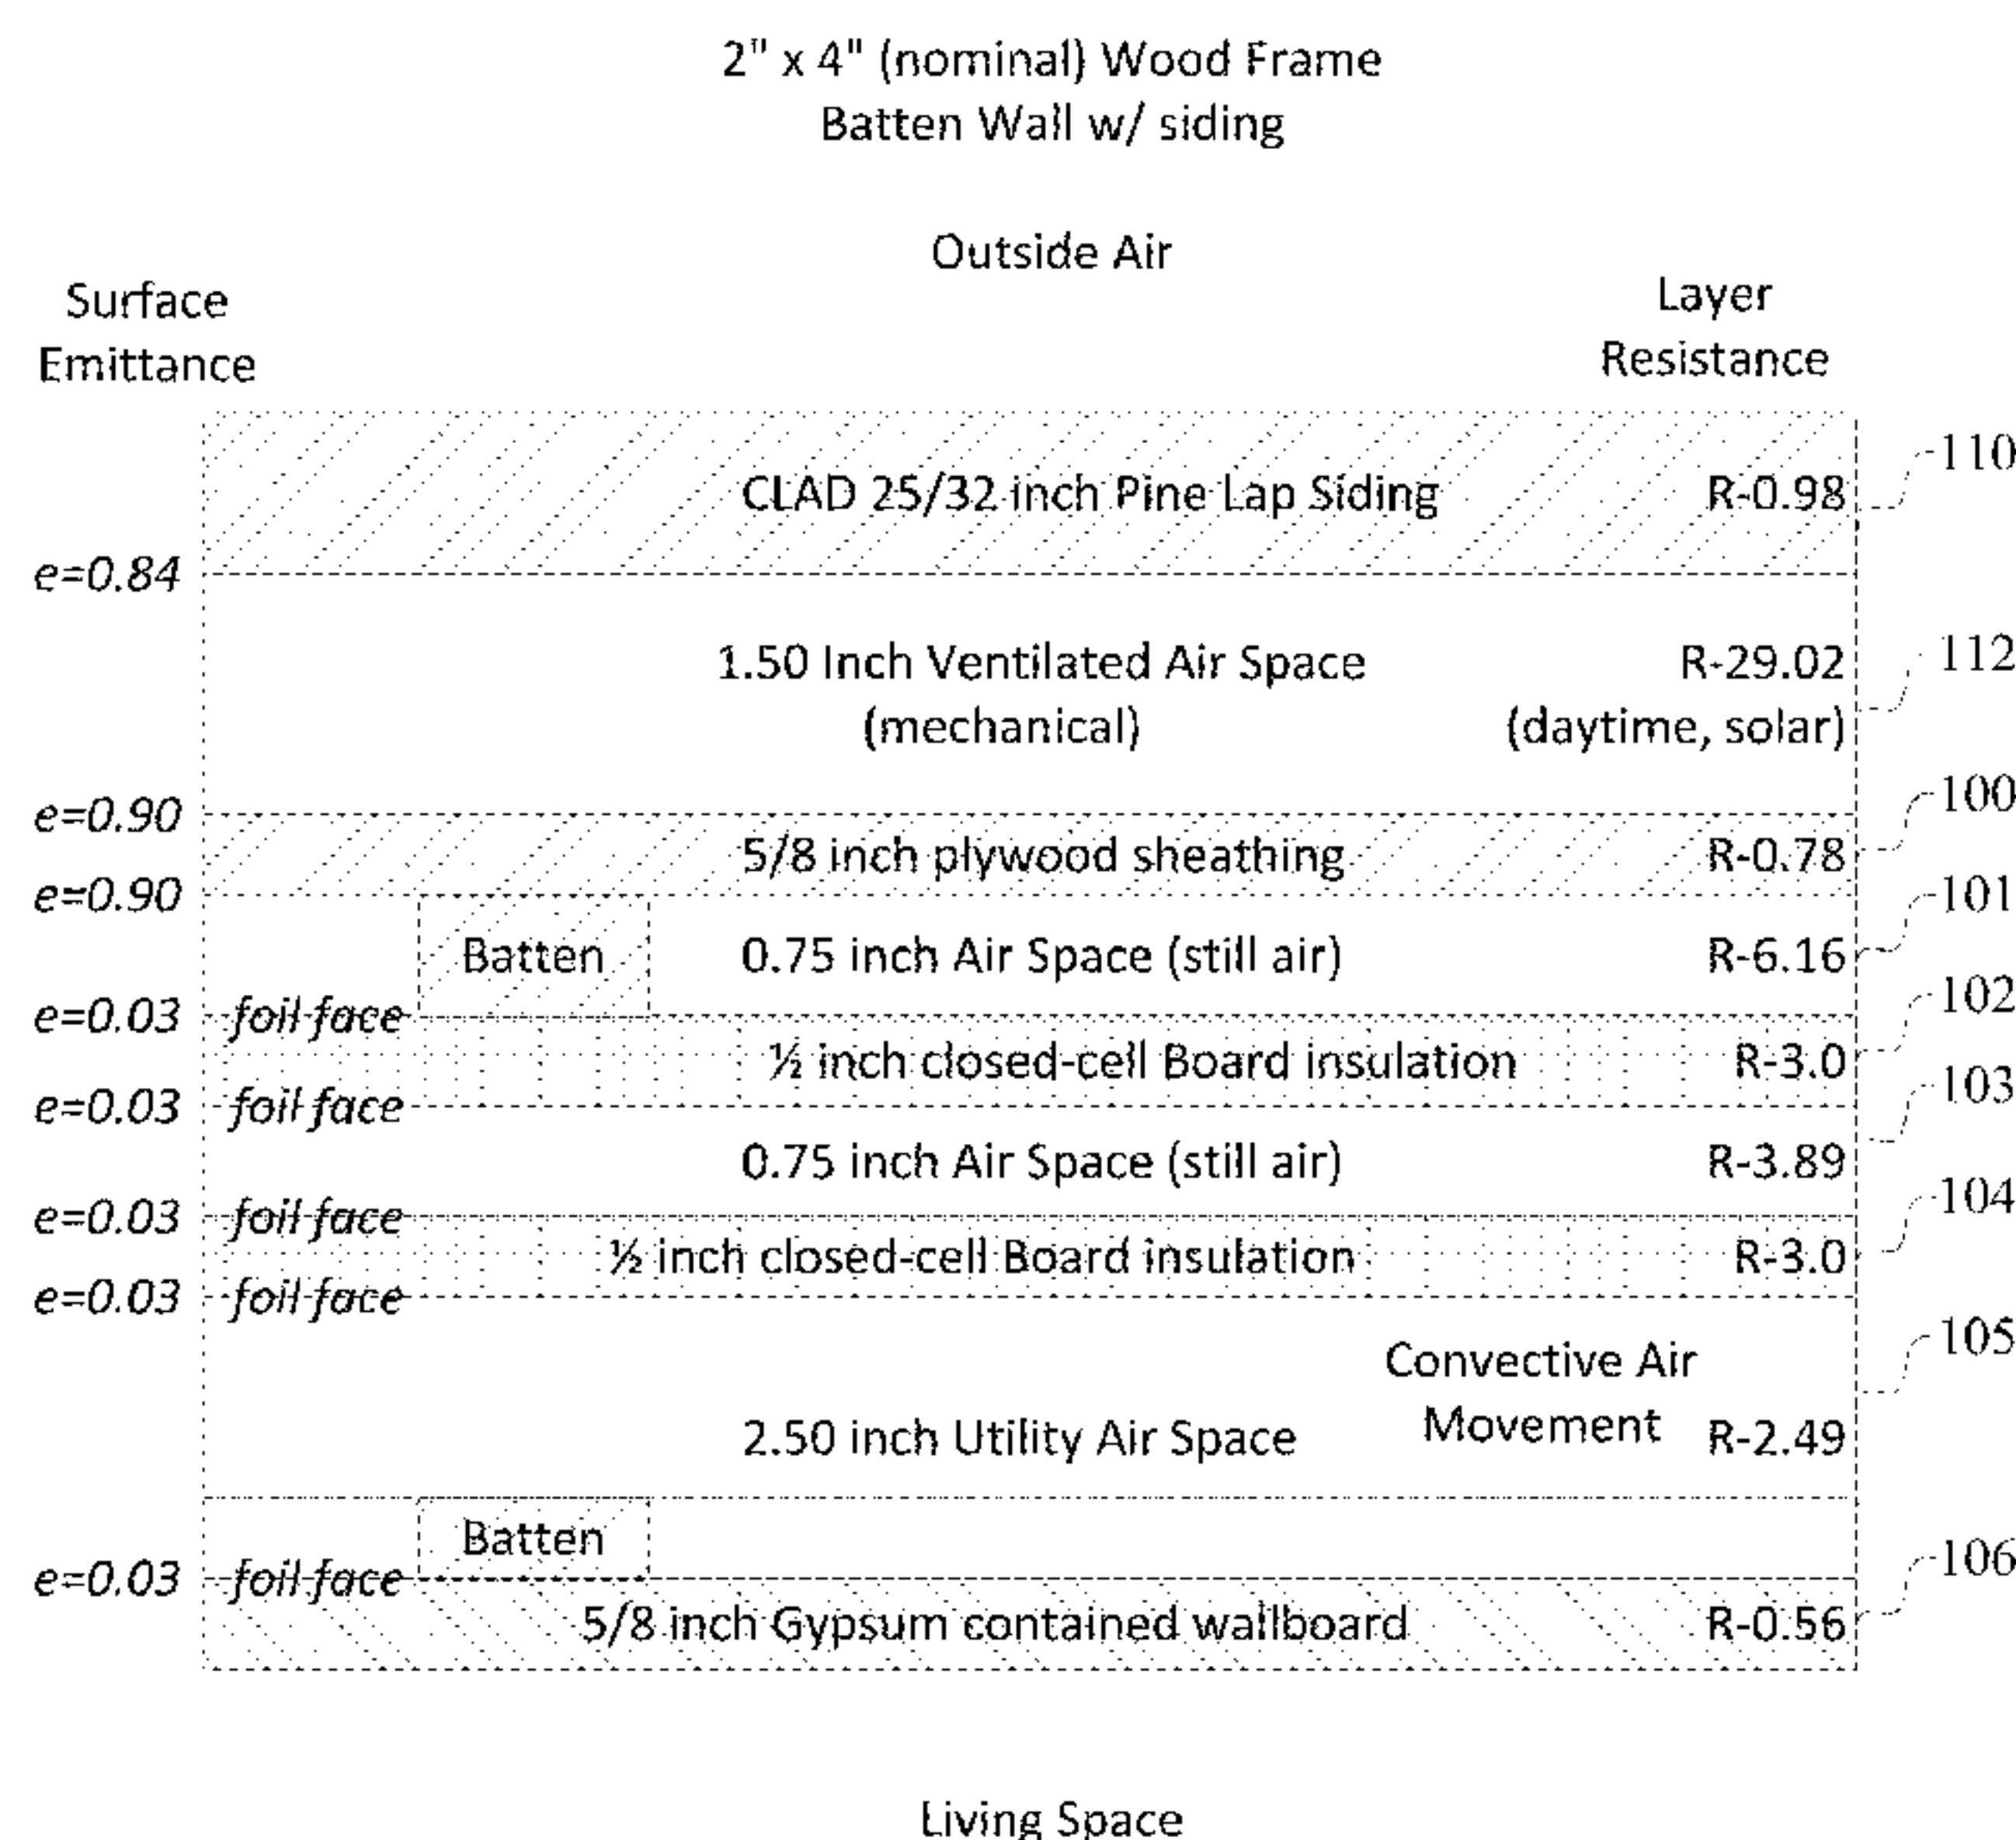 2" x 4" (nominal) Wood Frame
Batten Wall w/ siding
Outside Air
Surface
Emittance
Layer
Resistance
CLAD 25/32 inch Pine Lap Siding R-0.98 110
e=0.84
1.50 Inch Ventilated Air Space R-29.02 112
(mechanical) (daytime, solar)
e=0.90 100
5/8 inch plywood sheathing R-0.78
e=0.90 101
Batten 0.75 inch Air Space (still air) R-6.16
e=0.03 foil face 102
½ inch closed-cell Board insulation R-3.0
e=0.03 foil face 103
0.75 inch Air Space (still air) R-3.89
e=0.03 foil face 104
½ inch closed-cell Board insulation R-3.0
e=0.03 foil face
Convective Air 105
Movement
2.50 inch Utility Air Space R-2.49
Batten
e=0.03 foil face 106
5/8 inch Gypsum contained wallboard R-0.56
Living Space